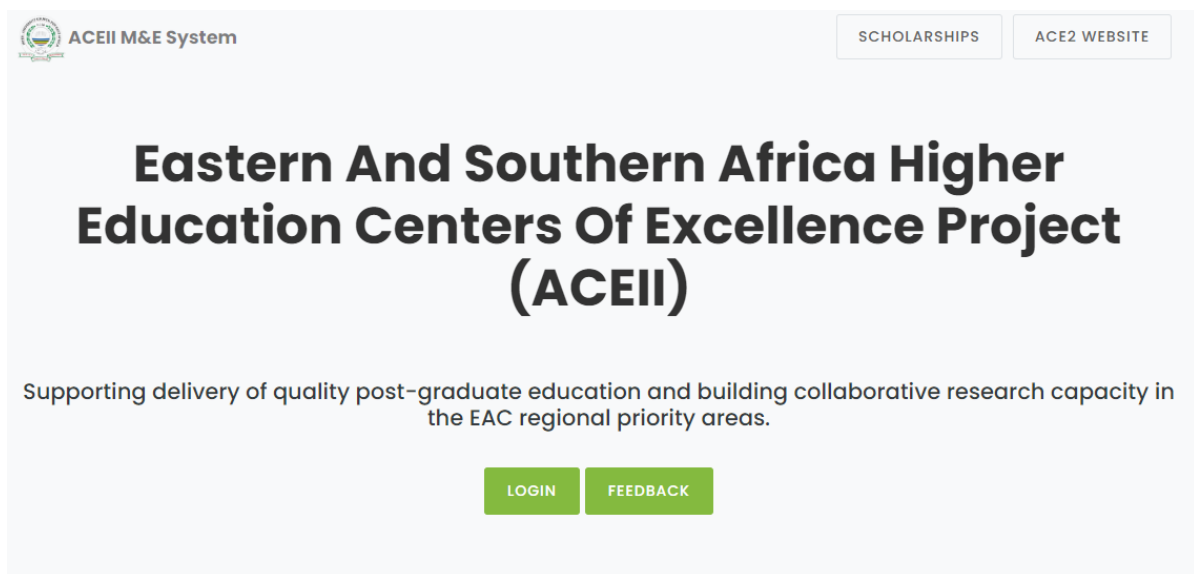 ACEII M&E System
SCHOLARSHIPS
ACE2 WEBSITE
Eastern And Southern Africa Higher
Education Centers Of Excellence Project
(ACEII)
Supporting delivery of quality post-graduate education and building collaborative research capacity in
the EAC regional priority areas.
LOGIN
FEEDBACK